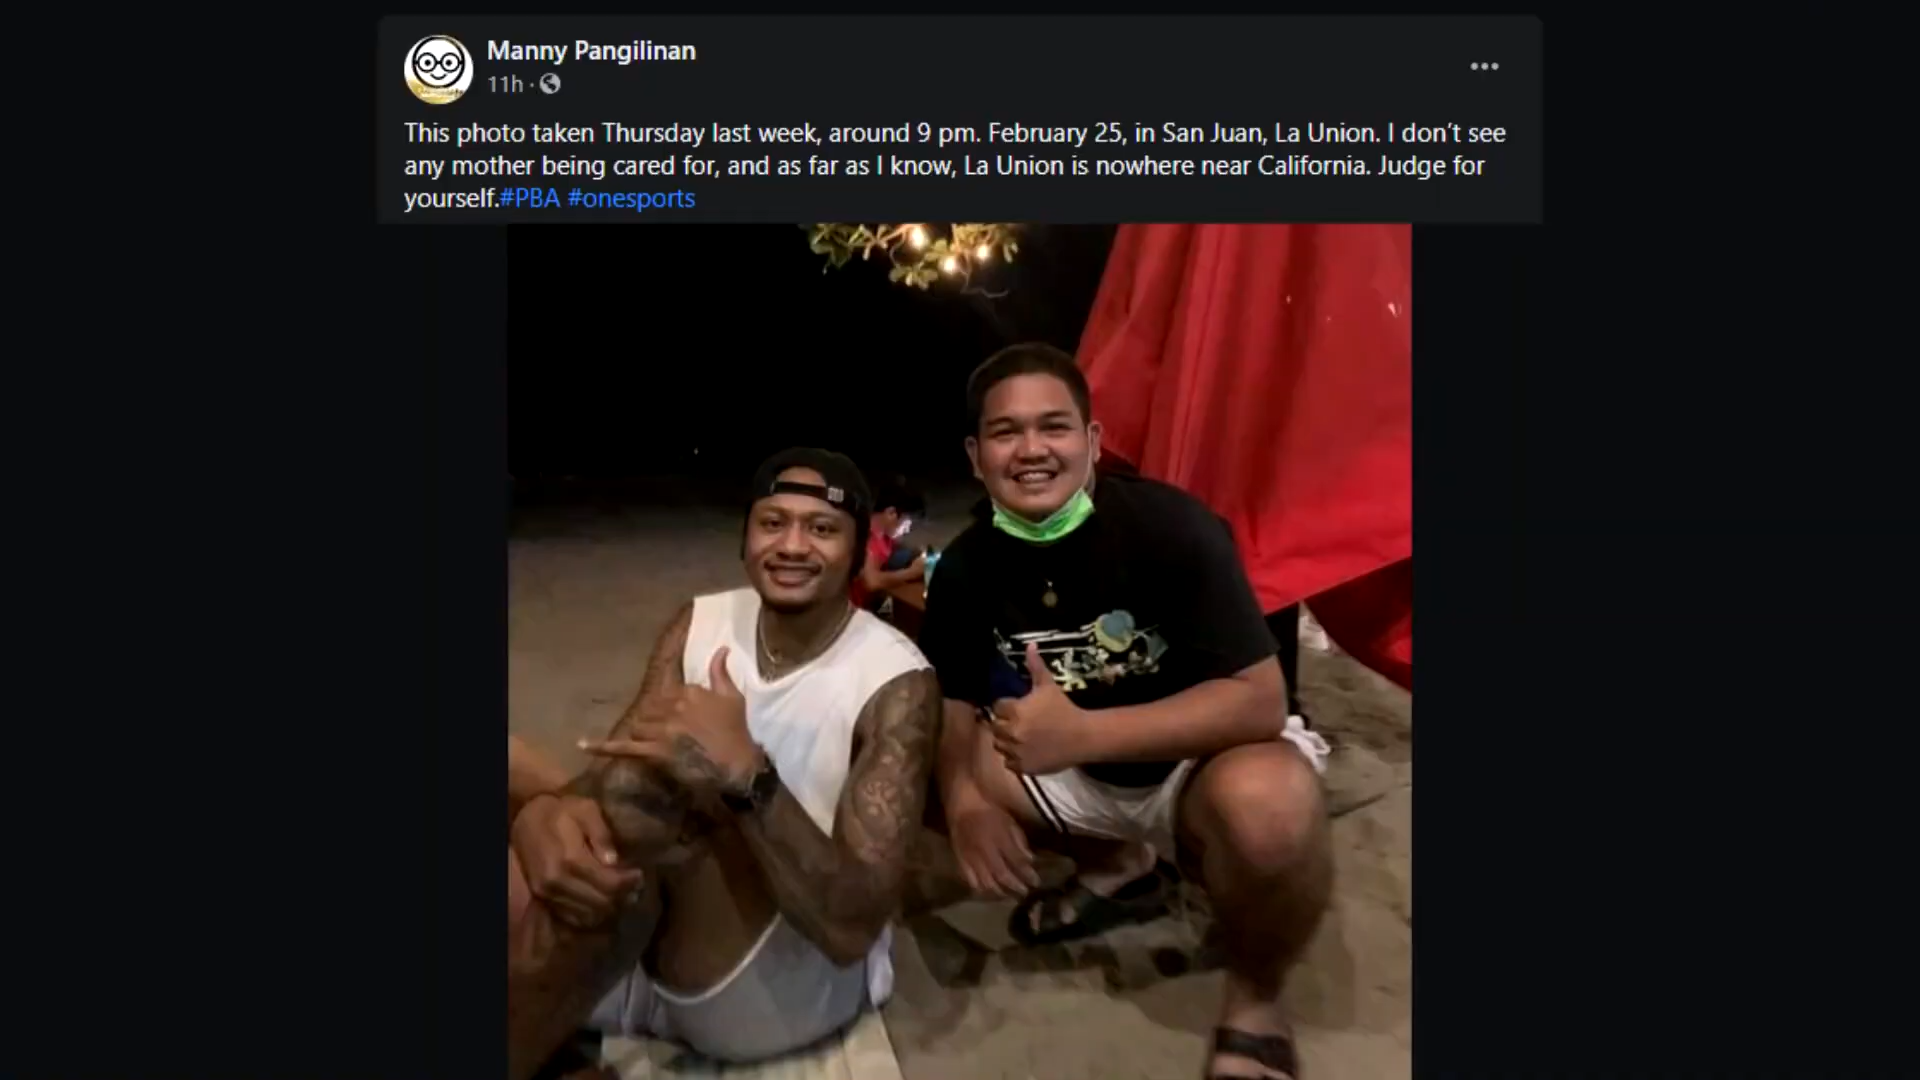 Manny Pangilinan
11h ·
This photo taken Thursday last week, around 9 pm. February 25, in San Juan, La Union. I don’t see
any mother being cared for, and as far as I know, La Union is nowhere near California. Judge for
yourself.#PBA #onesports